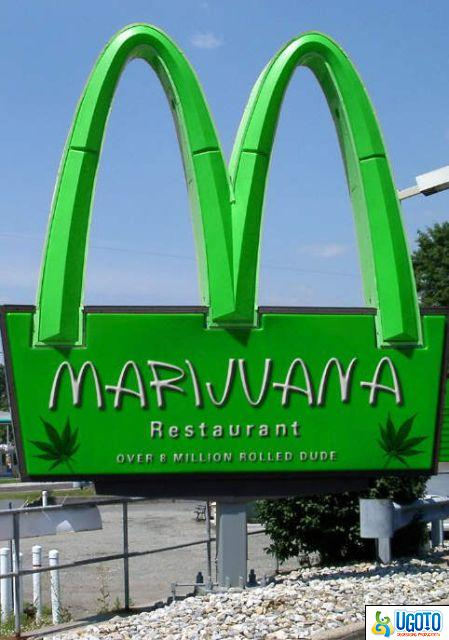 MARIJUANA
Restaurant
OVER 8 MILLION ROLLED DUDE
UGOTO